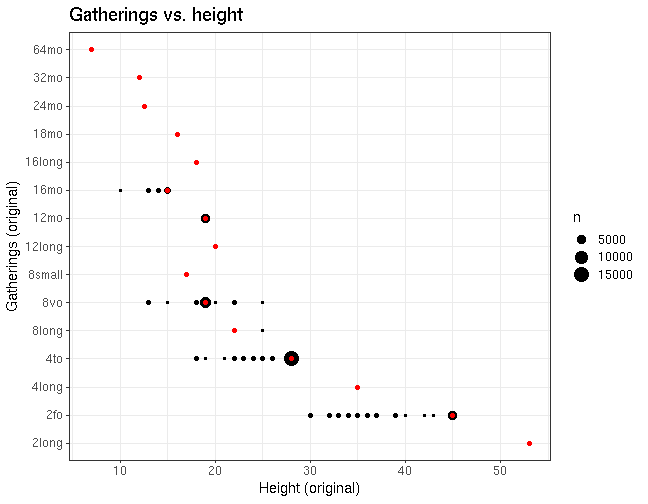 Gatherings vs. height
Gatherings (original)
64mo
32mo
24mo
18mo
16long
16mo
12mo
12long
8small
8vo
8long
4to
4long
2fo
2long
10 20 30 40 50
Height (original)
n
5000
10000
15000